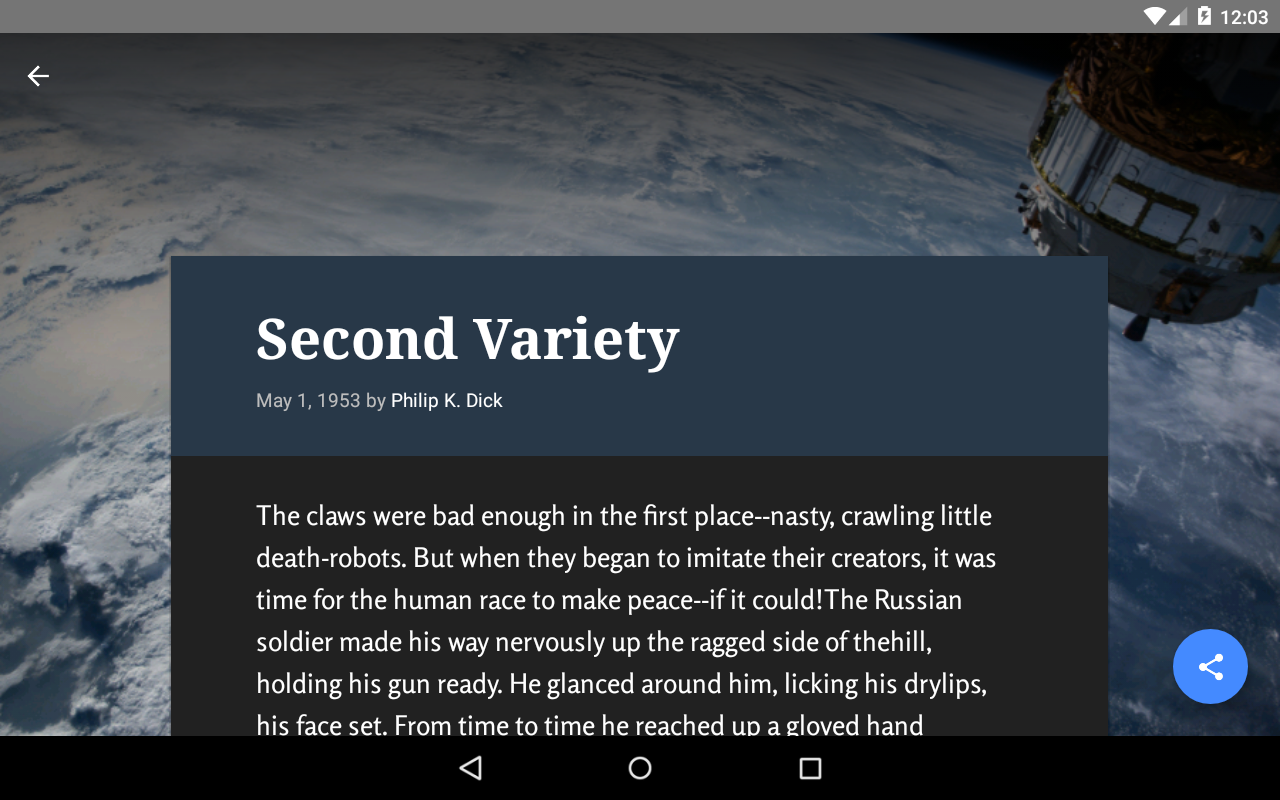 12:03
Second Variety
May 1, 1953 by Philip K. Dick
The claws were bad enough in the first place--nasty, crawling little
death-robots. But when they began to imitate their creators, it was
time for the human race to make peace--if it could!The Russian
soldier made his way nervously up the ragged side of thehill,
holding his gun ready. He glanced around him, licking his drylips,
his face set. From time to time he reached up a gloved hand